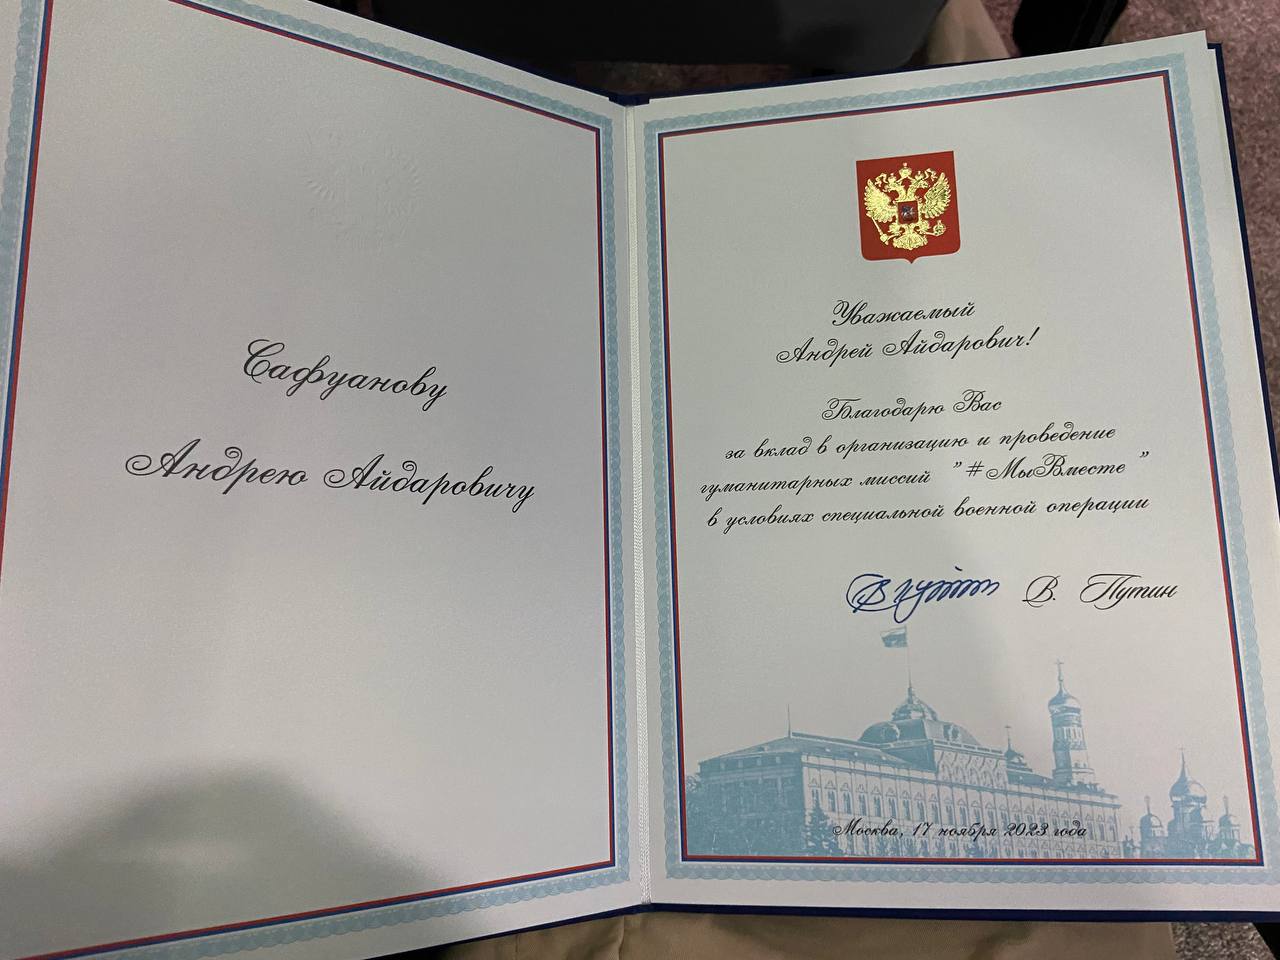 Сафуанову
Андрею Айдаровичу
Уважаемый
Андрей Айдарович!
Благодарю Вас
за вклад в организацию и проведение
гуманитарных миссий "#МыВместе"
в условиях специальной военной операции
В. Путин
Москва, 17 ноября 2023 года